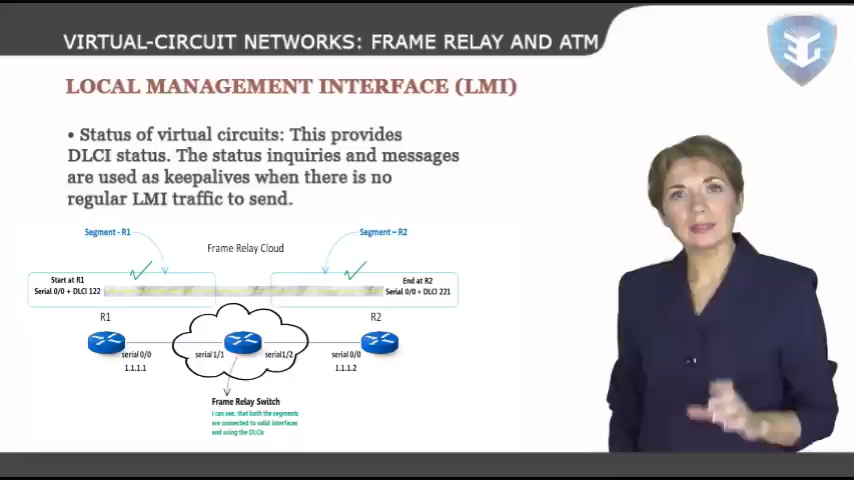 VIRTUAL-CIRCUIT NETWORKS: FRAME RELAY AND ATM
LOCAL MANAGEMENT INTERFACE (LMI)
• Status of virtual circuits: This provides
DLCI status. The status inquiries and messages
are used as keepalives when there is no
regular LMI traffic to send.
Segment - R1
Segment – R2
Frame Relay Cloud
Start at R1
Serial 0/0 + DLCI 122
End at R2
Serial 0/0 + DLCI 221
R1
R2
serial 0/0
serial1/1
serial1/2
serial 0/0
1.1.1.1
1.1.1.2
Frame Relay Switch
I can see, that both the segments
are connected to valid interfaces
and using the DLCIs